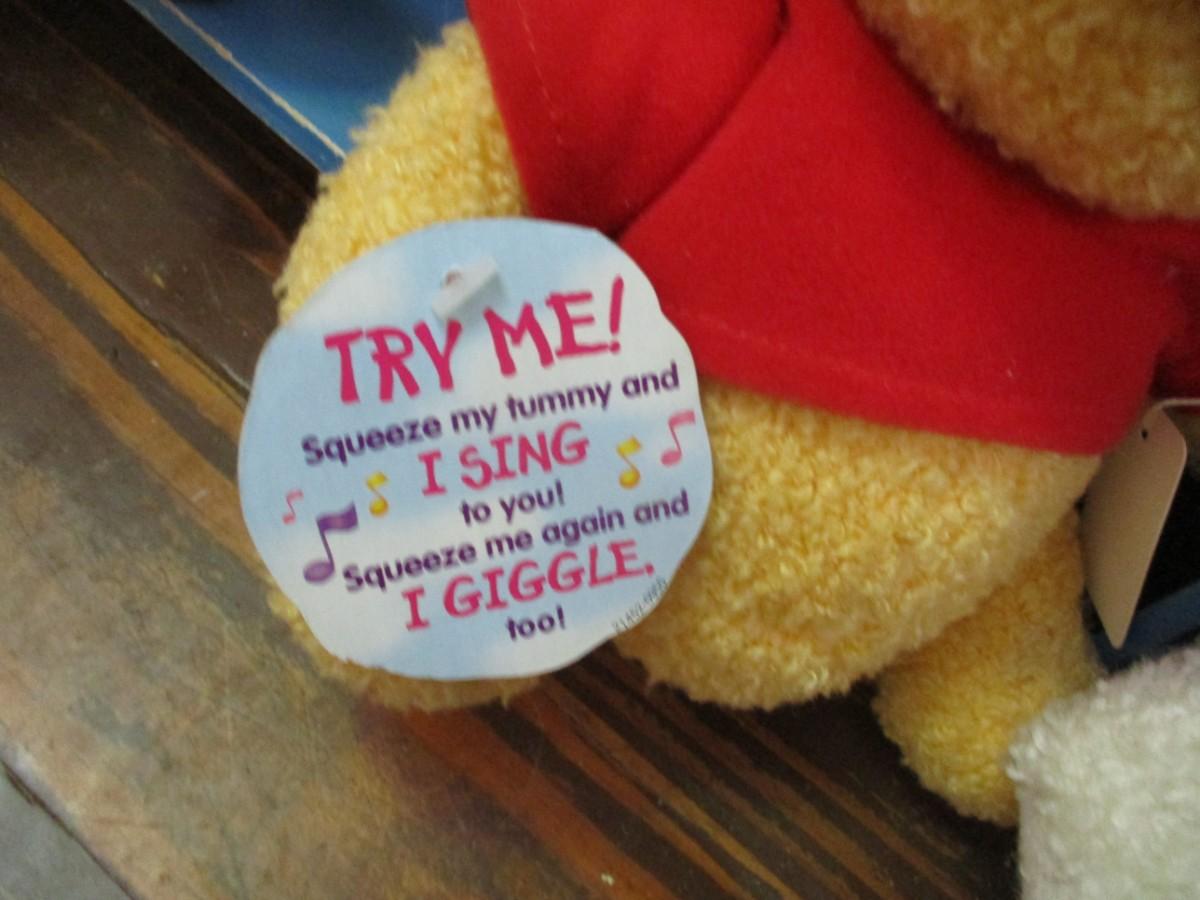 TRY ME!
Squeeze my tummy and
I SING
to you!
Squeeze me again and
I GIGGLE,
too!